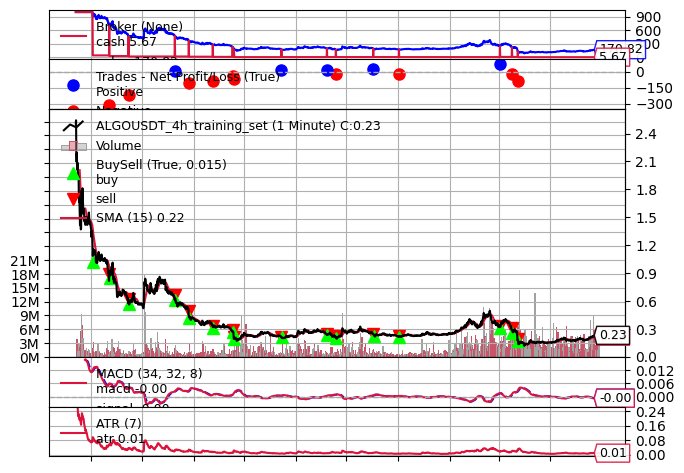 Broker (None)
cash 5.67
900
600
300
179.82
5.67
Trades - Net Profit/Loss (True)
Positive
Negative
0
−150
−300
ALGOUSDT_4h_training_set (1 Minute) C:0.23
Volume
BuySell (True, 0.015)
buy
sell
SMA (15) 0.22
21M
18M
15M
12M
9M
6M
3M
0M
2.4
2.1
1.8
1.5
1.2
0.9
0.6
0.3
0.0
0.23
MACD (34, 32, 8)
macd -0.00
signal -0.00
0.012
0.006
0.000
-0.00
ATR (7)
atr 0.01
0.24
0.16
0.08
0.00
0.01